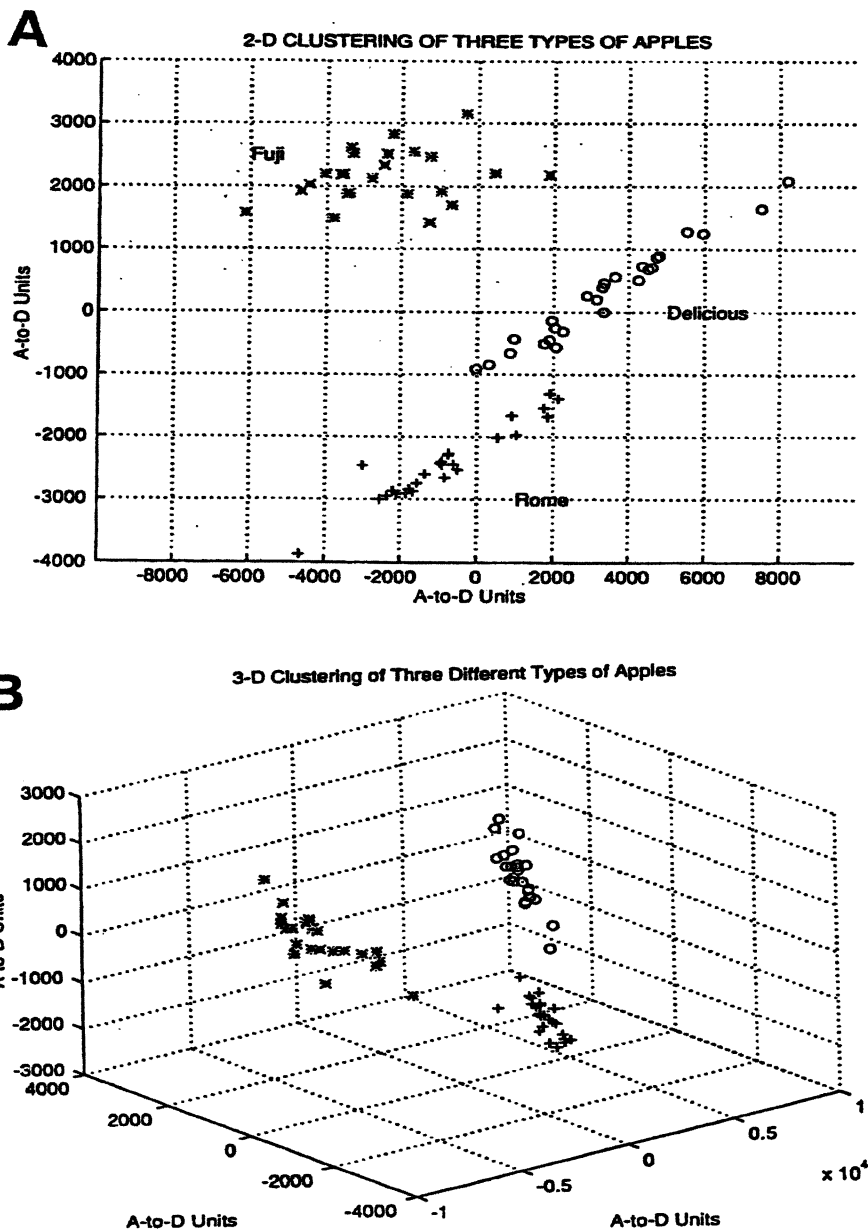 A
2-D CLUSTERING OF THREE TYPES OF APPLES
4000
3000
2000
1000
0
-1000
-2000
-3000
-4000
A-to-D Units
Fuji
Delicious
Rome
-8000 -6000 -4000 -2000 0 2000 4000 6000 8000
A-to-D Units
B
3-D Clustering of Three Different Types of Apples
3000
2000
1000
0
-1000
-2000
-3000
A-to-D Units
4000
2000
0
-2000
-4000
A-to-D Units
-1
-0.5
0
0.5
1
x 10⁴
A-to-D Units